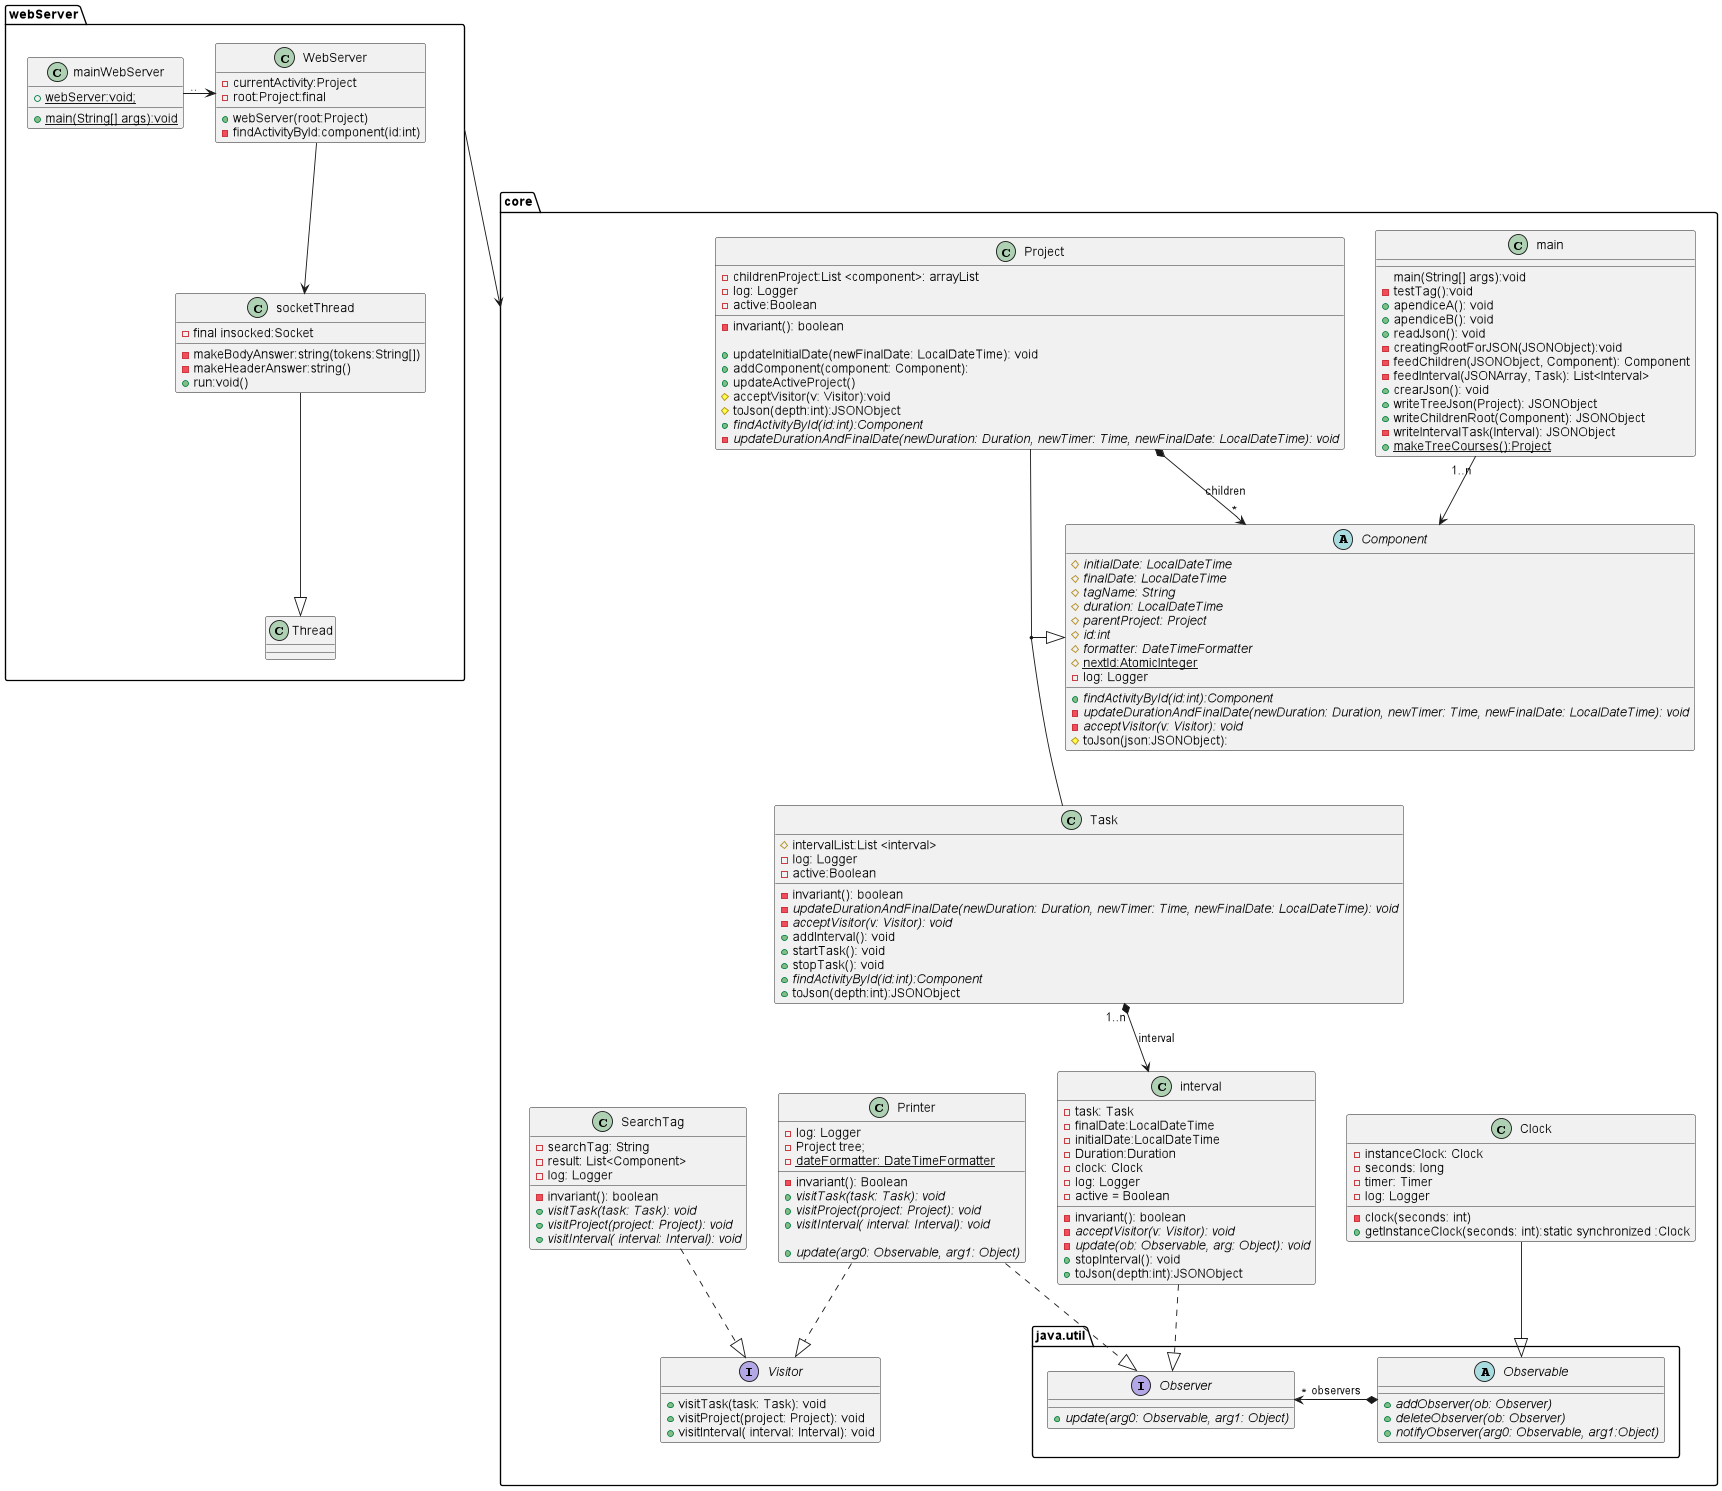 webServer
C mainWebServer
webServer:void;
main(String[] args):void
..
C WebServer
currentActivity:Project
root:Project:final
webServer(root:Project)
findActivityById:component(id:int)
C socketThread
final insocked:Socket
makeBodyAnswer:string(tokens:String[])
makeHeaderAnswer:string()
run:void()
C Thread
core
C Project
childrenProject:List <component>: arrayList
log: Logger
active:Boolean
invariant(): boolean
updateInitialDate(newFinalDate: LocalDateTime): void
addComponent(component: Component):
updateActiveProject()
acceptVisitor(v: Visitor):void
toJson(depth:int):JSONObject
findActivityById(id:int):Component
updateDurationAndFinalDate(newDuration: Duration, newTimer: Time, newFinalDate: LocalDateTime): void
C main
main(String[] args):void
testTag():void
apendiceA(): void
apendiceB(): void
readJson(): void
creatingRootForJSON(JSONObject):void
feedChildren(JSONObject, Component): Component
feedInterval(JSONArray, Task): List<Interval>
crearJson(): void
writeTreeJson(Project): JSONObject
writeChildrenRoot(Component): JSONObject
writeIntervalTask(Interval): JSONObject
makeTreeCourses():Project
1..n
children
*
A Component
initialDate: LocalDateTime
finalDate: LocalDateTime
tagName: String
duration: LocalDateTime
parentProject: Project
id:int
formatter: DateTimeFormatter
nextId:AtomicInteger
log: Logger
findActivityById(id:int):Component
updateDurationAndFinalDate(newDuration: Duration, newTimer: Time, newFinalDate: LocalDateTime): void
acceptVisitor(v: Visitor): void
toJson(json:JSONObject):
C Task
intervalList:List <interval>
log: Logger
active:Boolean
invariant(): boolean
updateDurationAndFinalDate(newDuration: Duration, newTimer: Time, newFinalDate: LocalDateTime): void
acceptVisitor(v: Visitor): void
addInterval(): void
startTask(): void
stopTask(): void
findActivityById(id:int):Component
toJson(depth:int):JSONObject
1..n
interval
C SearchTag
searchTag: String
result: List<Component>
log: Logger
invariant(): boolean
visitTask(task: Task): void
visitProject(project: Project): void
visitInterval( interval: Interval): void
C Printer
log: Logger
Project tree;
dateFormatter: DateTimeFormatter
invariant(): Boolean
visitTask(task: Task): void
visitProject(project: Project): void
visitInterval( interval: Interval): void
update(arg0: Observable, arg1: Object)
C interval
task: Task
finalDate:LocalDateTime
initialDate:LocalDateTime
Duration:Duration
clock: Clock
log: Logger
active = Boolean
invariant(): boolean
acceptVisitor(v: Visitor): void
update(ob: Observable, arg: Object): void
stopInterval(): void
toJson(depth:int):JSONObject
C Clock
instanceClock: Clock
seconds: long
timer: Timer
log: Logger
clock(seconds: int)
getInstanceClock(seconds: int):static synchronized :Clock
I Visitor
visitTask(task: Task): void
visitProject(project: Project): void
visitInterval( interval: Interval): void
java.util
I Observer
update(arg0: Observable, arg1: Object)
* observers
A Observable
addObserver(ob: Observer)
deleteObserver(ob: Observer)
notifyObserver(arg0: Observable, arg1:Object)